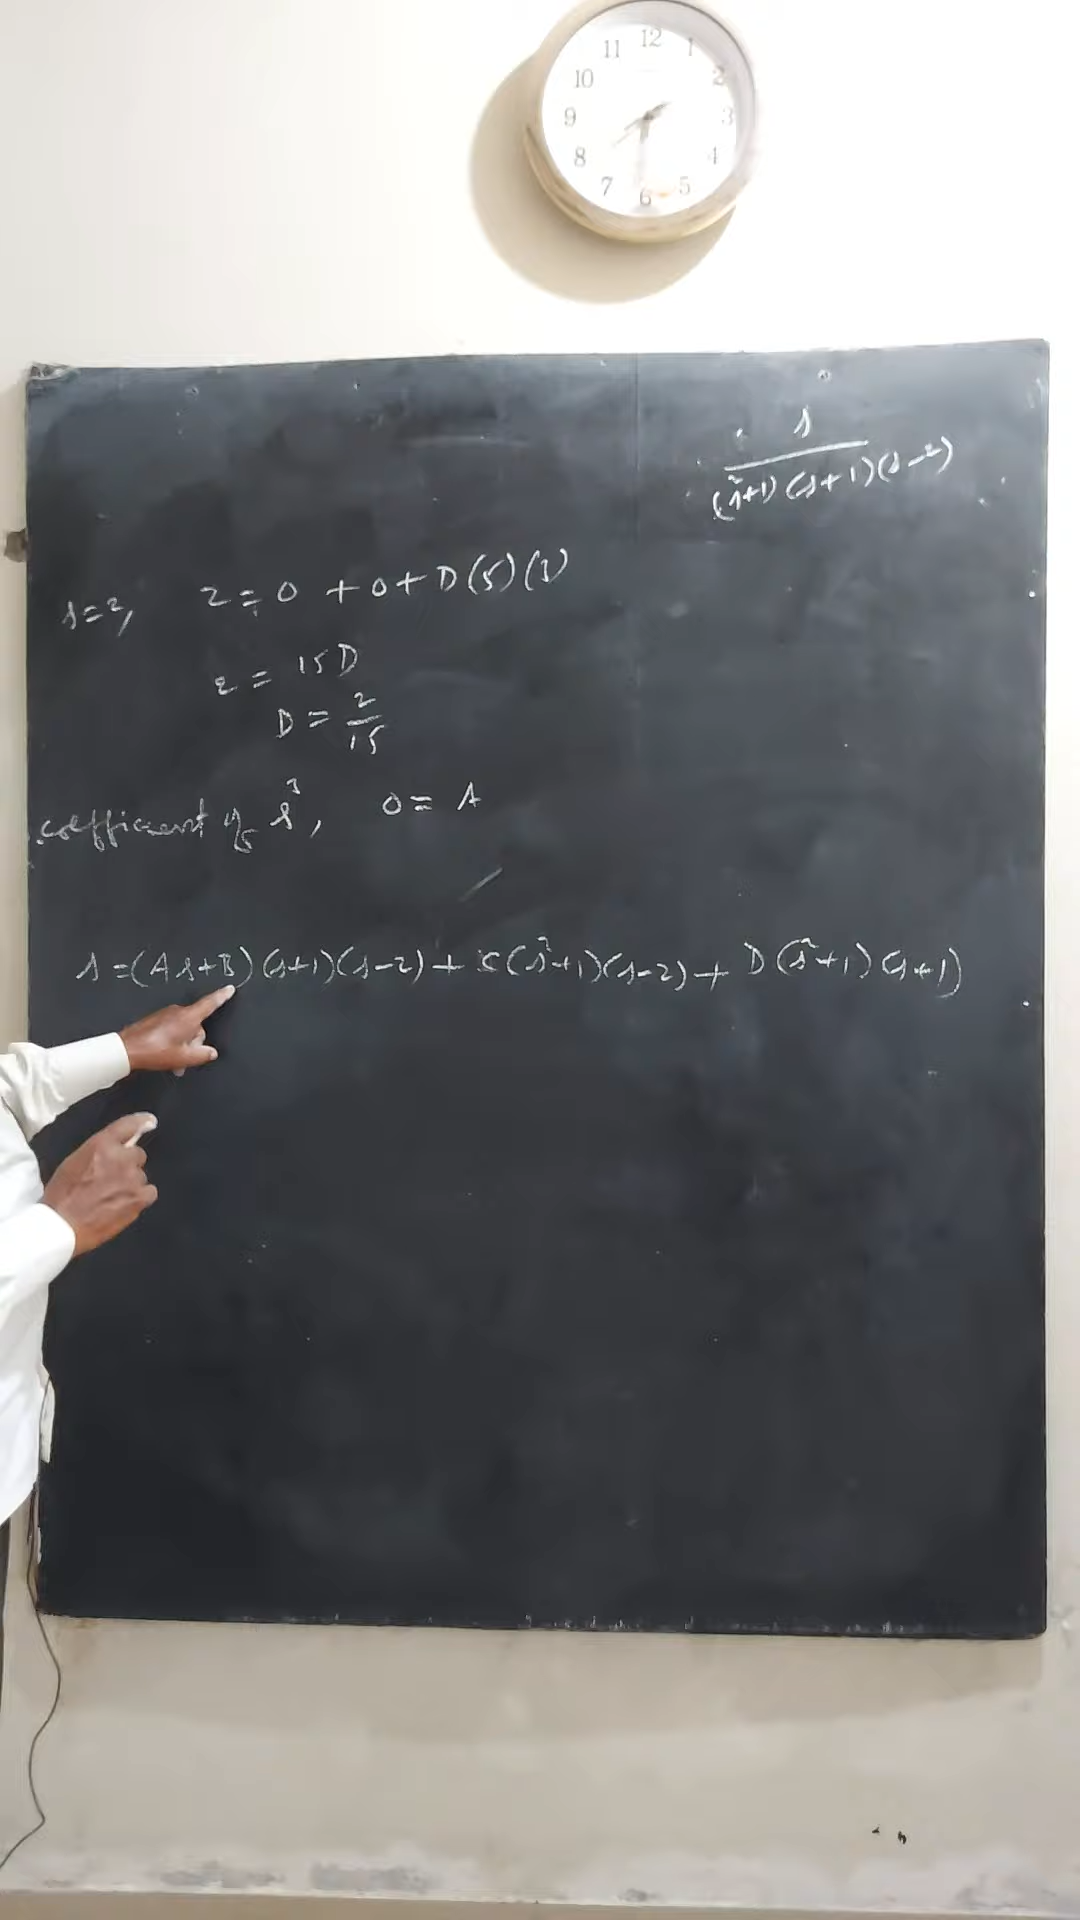 12
11 1
10 2
9 3
8 4
7 5
6
s
(s²+1)(s+1)(s-2)
s=2, 2=0+0+D(5)(3)
2 = 15D
D = 2/15
coefficient of s³, 0 = A
s=(As+B)(s+1)(s-2)+C(s²+1)(s-2)+D(s²+1)(s+1)